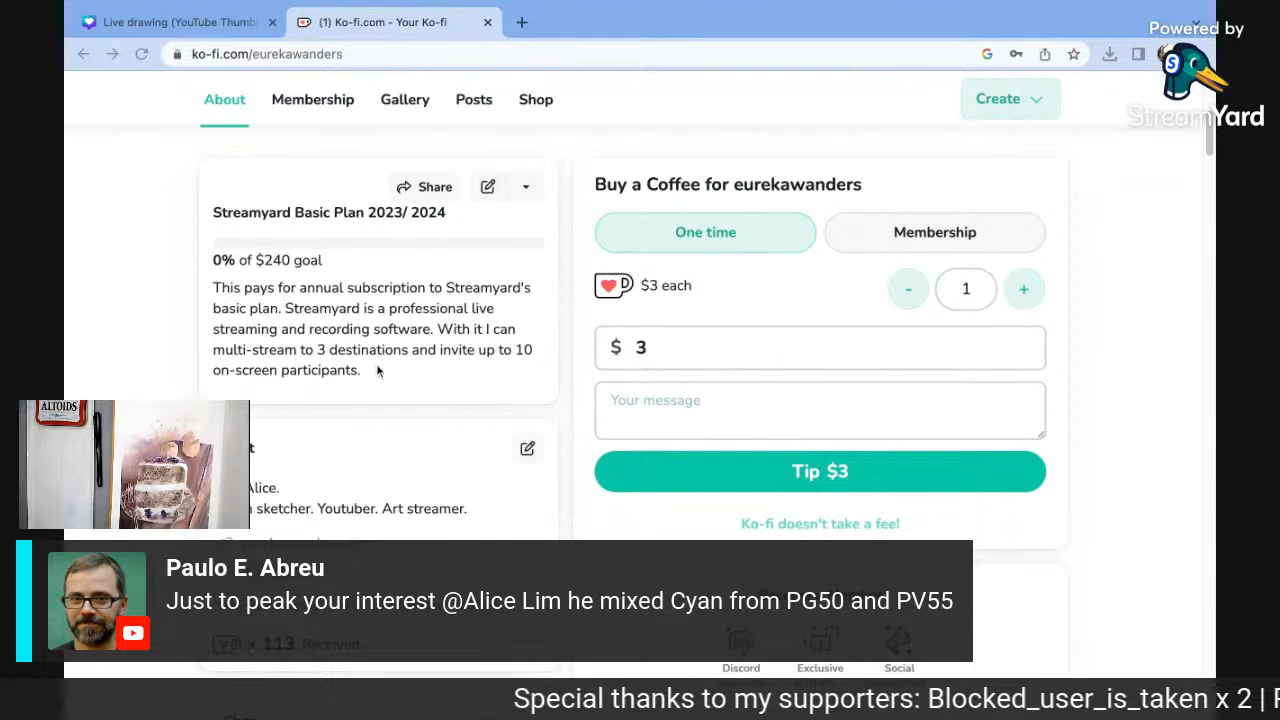 Live drawing (YouTube Thumb
(1) Ko-fi.com - Your Ko-fi
Powered by
ko-fi.com/eurekawanders
StreamYard
About Membership Gallery Posts Shop
Create
Share
Streamyard Basic Plan 2023/ 2024
0% of $240 goal
This pays for annual subscription to Streamyard's
basic plan. Streamyard is a professional live
streaming and recording software. With it I can
multi-stream to 3 destinations and invite up to 10
on-screen participants.
Buy a Coffee for eurekawanders
One time Membership
$3 each
- 1 +
$ 3
Your message
Tip $3
Ko-fi doesn't take a fee!
ALTOIDS
t
Alice.
sketcher. Youtuber. Art streamer.
Paulo E. Abreu
Just to peak your interest @Alice Lim he mixed Cyan from PG50 and PV55
x 113 Received
Discord Exclusive Social
Special thanks to my supporters: Blocked_user_is_taken x 2 |